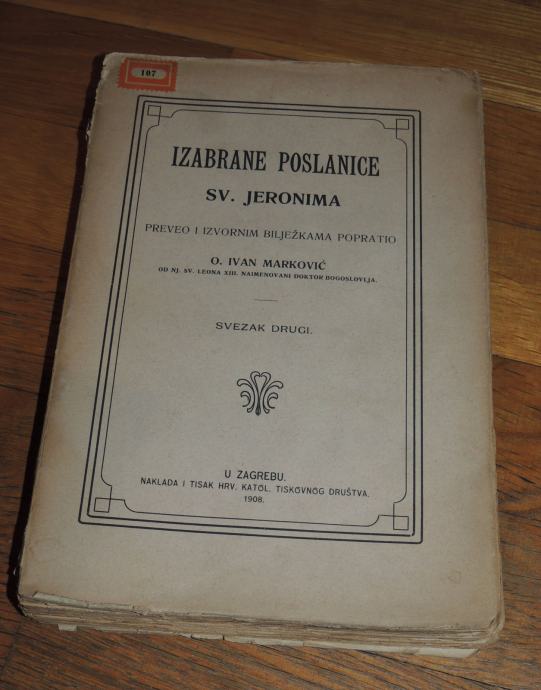 107
IZABRANE POSLANICE
SV. JERONIMA
PREVEO I IZVORNIM BILJEŽKAMA POPRATIO
O. IVAN MARKOVIĆ
OD NJ. SV. LEONA XIII. NAIMENOVANI DOKTOR BOGOSLOVIJA.
SVEZAK DRUGI.
U ZAGREBU.
NAKLADA I TISAK HRV. KATOL. TISKOVNOG DRUŠTVA.
1908.